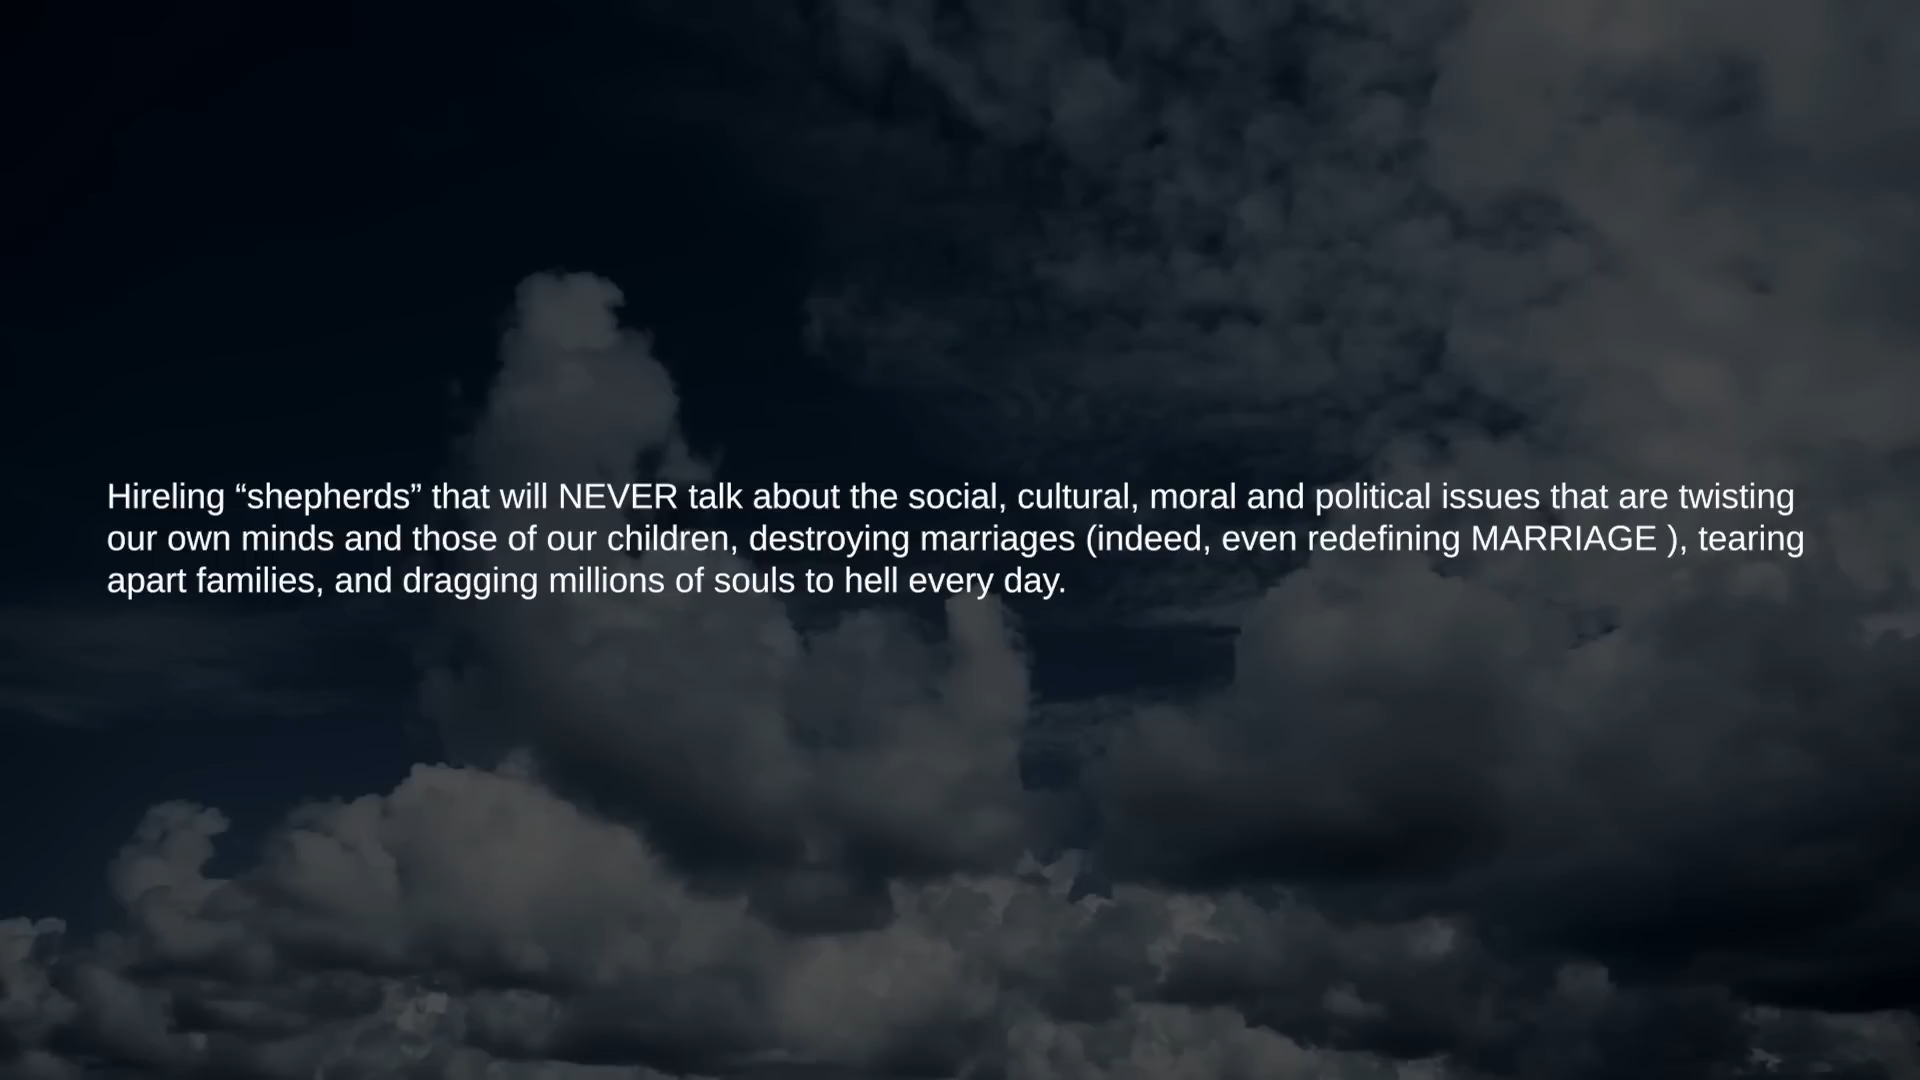 Hireling “shepherds” that will NEVER talk about the social, cultural, moral and political issues that are twisting
our own minds and those of our children, destroying marriages (indeed, even redefining MARRIAGE ), tearing
apart families, and dragging millions of souls to hell every day.